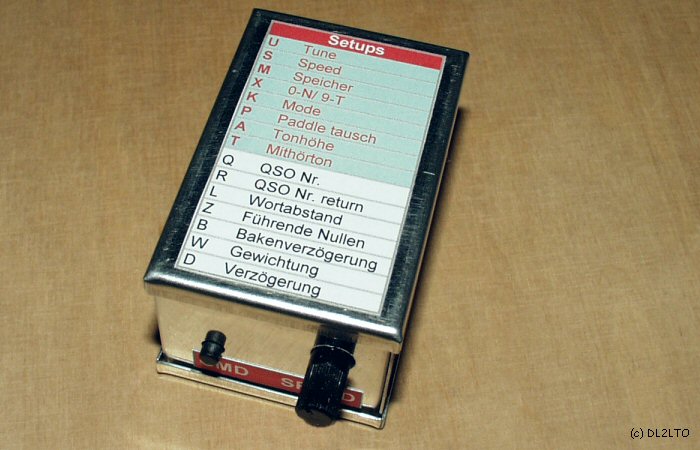 Setups
U Tune
S Speed
M Speicher
X 0-N/ 9-T
K Mode
P Paddle tausch
A Tonhöhe
T Mithörton
Q QSO Nr.
R QSO Nr. return
L Wortabstand
Z Führende Nullen
B Bakenverzögerung
W Gewichtung
D Verzögerung
(c) DL2LTO